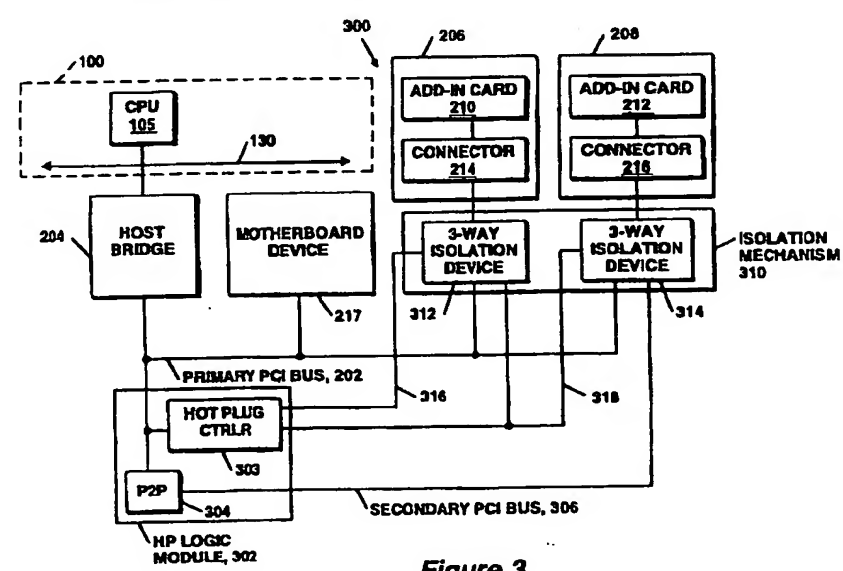 300
206
208
100
ADD-IN CARD
210
ADD-IN CARD
212
CPU
105
130
CONNECTOR
214
CONNECTOR
216
204
HOST
BRIDGE
MOTHERBOARD
DEVICE
3-WAY
ISOLATION
DEVICE
3-WAY
ISOLATION
DEVICE
ISOLATION
MECHANISM
310
217
312
314
PRIMARY PCI BUS, 202
316
318
HOT PLUG
CTRLR
303
P2P
304
SECONDARY PCI BUS, 306
HP LOGIC
MODULE, 302
Figure 3